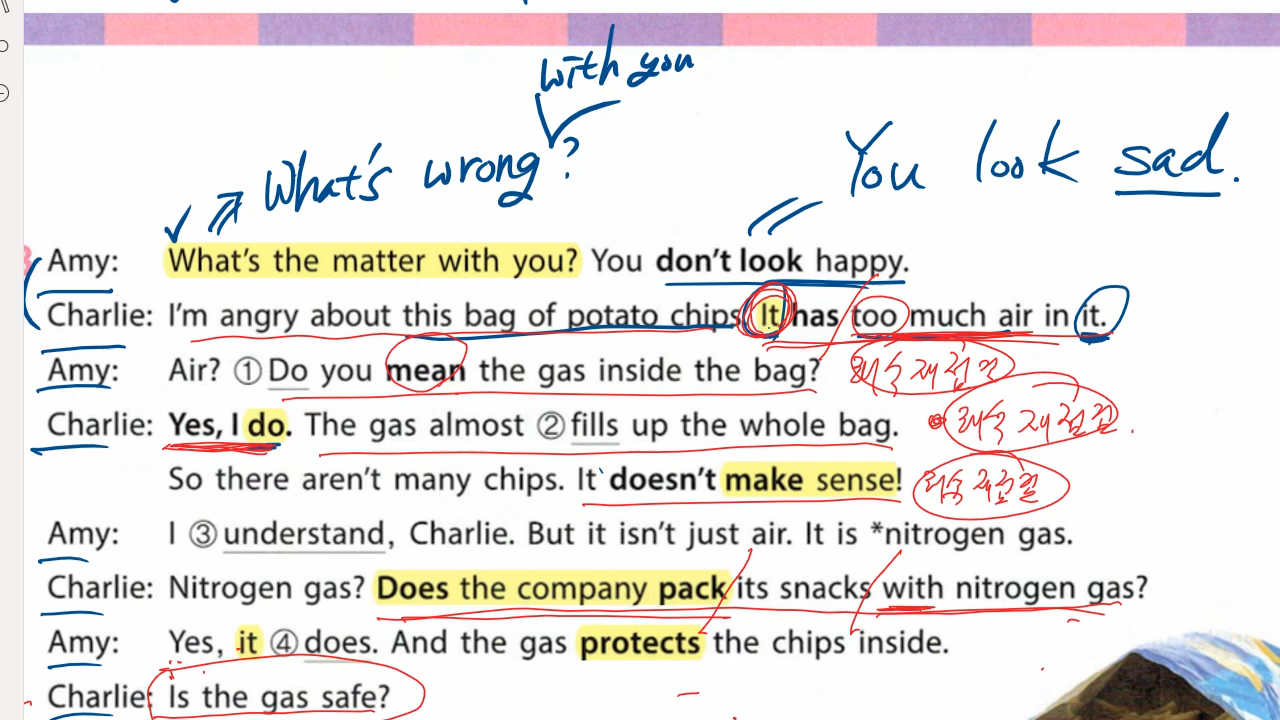 with you
What's wrong?
You look sad.
Amy: What's the matter with you? You don't look happy.
Charlie: I'm angry about this bag of potato chips. It has too much air in it.
Amy: Air? ① Do you mean the gas inside the bag?
Charlie: Yes, I do. The gas almost ② fills up the whole bag.
So there aren't many chips. It doesn't make sense!
Amy: I ③ understand, Charlie. But it isn't just air. It is *nitrogen gas.
Charlie: Nitrogen gas? Does the company pack its snacks with nitrogen gas?
Amy: Yes, it ④ does. And the gas protects the chips inside.
Charlie: Is the gas safe?